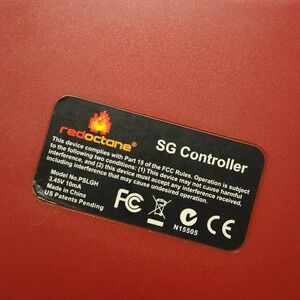 redoctane®
SG Controller
This device complies with Part 15 of the FCC Rules. Operation is subject
to the following two conditions: (1) This device may not cause harmful
interference, and (2) this device must accept any interference received,
including interference that may cause undesired operation.
Model No.PSLGH
3.45V 10mA
Made in China
US Patents Pending
FC
CE
N15505